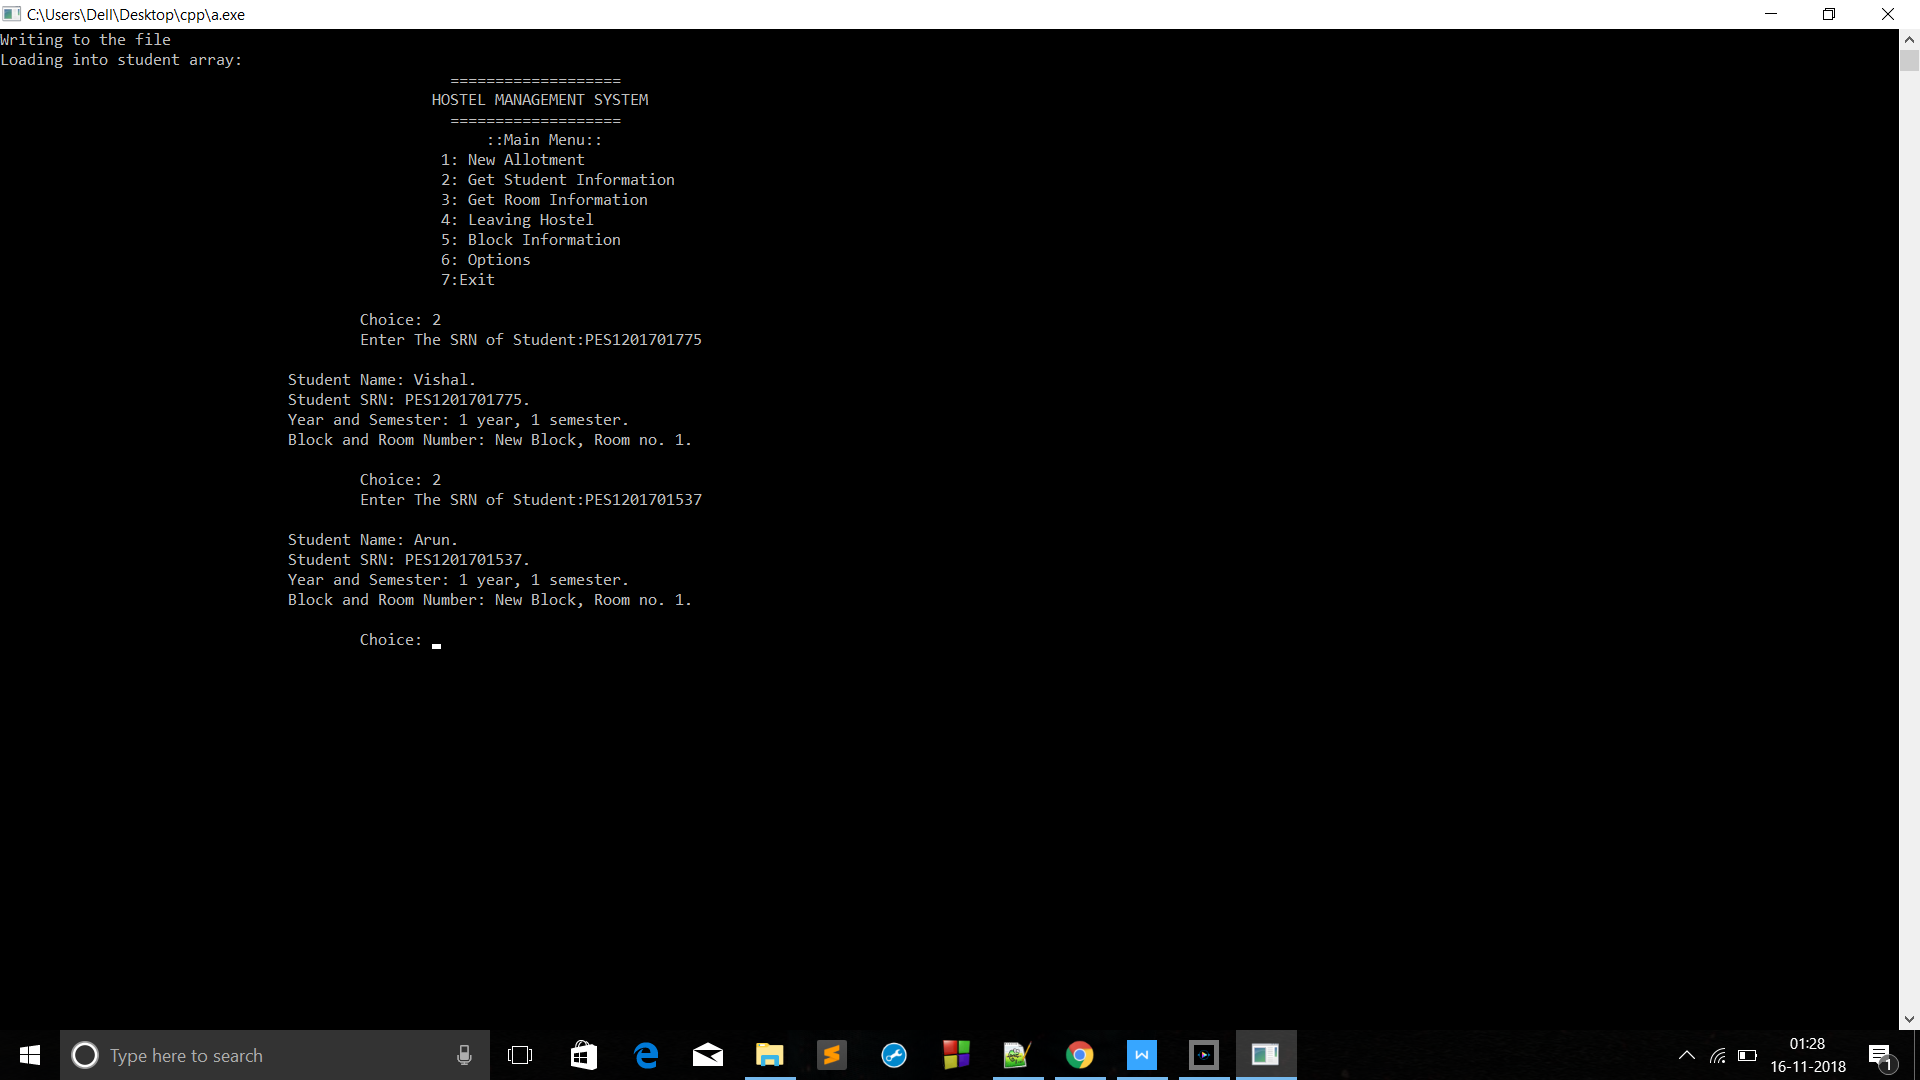 C:\Users\Dell\Desktop\cpp\a.exe
Writing to the file
Loading into student array:
===================
HOSTEL MANAGEMENT SYSTEM
===================
::Main Menu::
1: New Allotment
2: Get Student Information
3: Get Room Information
4: Leaving Hostel
5: Block Information
6: Options
7:Exit
Choice: 2
Enter The SRN of Student:PES1201701775
Student Name: Vishal.
Student SRN: PES1201701775.
Year and Semester: 1 year, 1 semester.
Block and Room Number: New Block, Room no. 1.
Choice: 2
Enter The SRN of Student:PES1201701537
Student Name: Arun.
Student SRN: PES1201701537.
Year and Semester: 1 year, 1 semester.
Block and Room Number: New Block, Room no. 1.
Choice:
Type here to search
01:28
16-11-2018
1